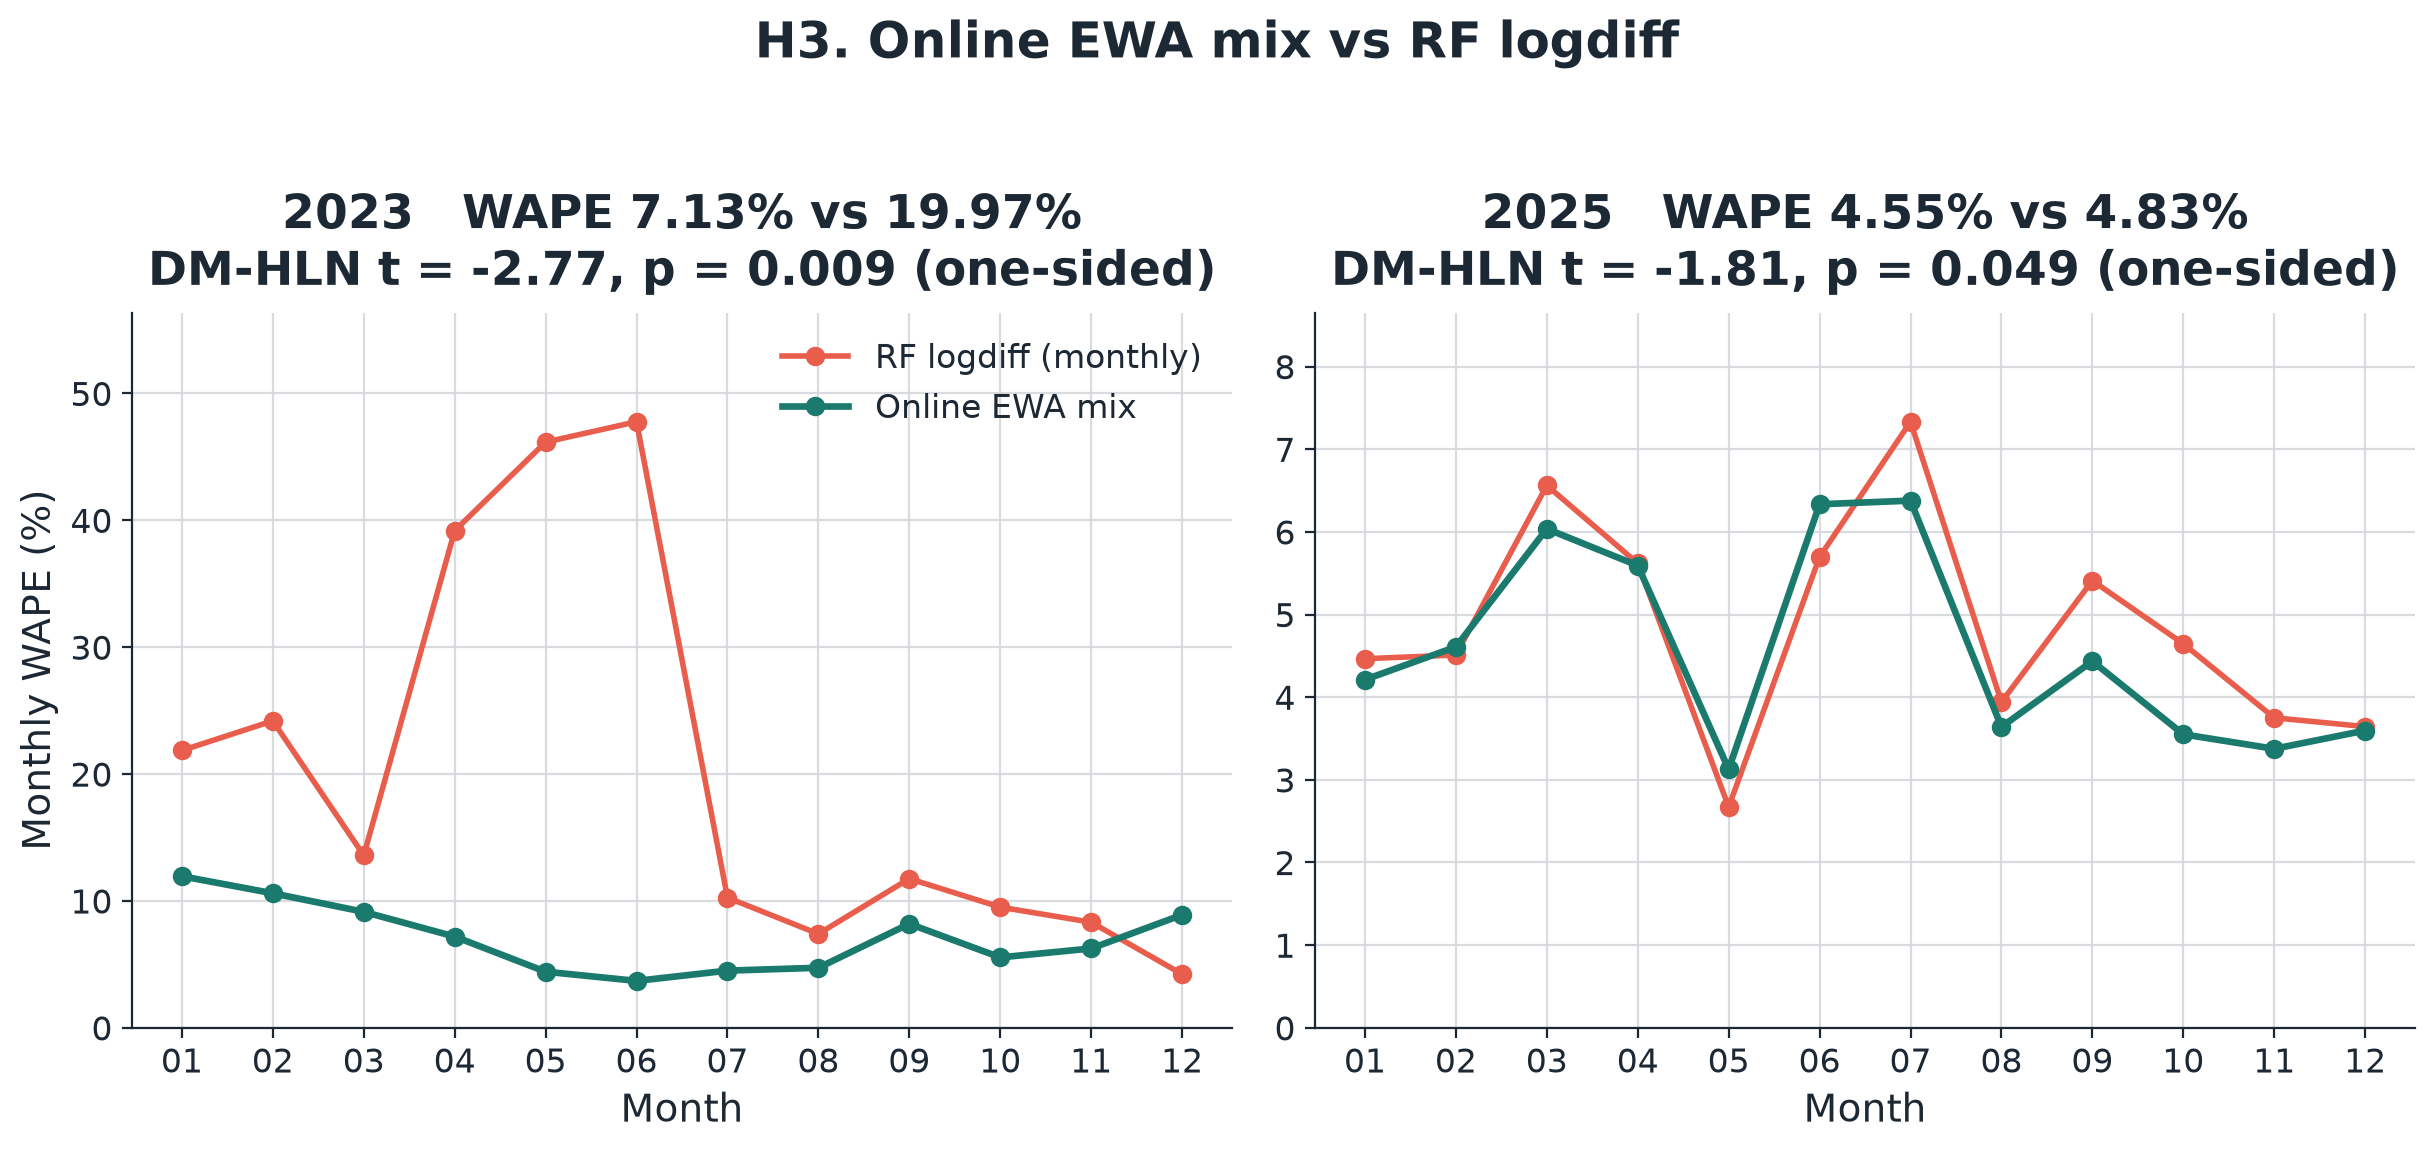 H3. Online EWA mix vs RF logdiff
2023   WAPE 7.13% vs 19.97%
DM-HLN t = -2.77, p = 0.009 (one-sided)
RF logdiff (monthly)
Online EWA mix
Monthly WAPE (%)
50
40
30
20
10
0
01 02 03 04 05 06 07 08 09 10 11 12
Month
2025   WAPE 4.55% vs 4.83%
DM-HLN t = -1.81, p = 0.049 (one-sided)
8
7
6
5
4
3
2
1
0
01 02 03 04 05 06 07 08 09 10 11 12
Month